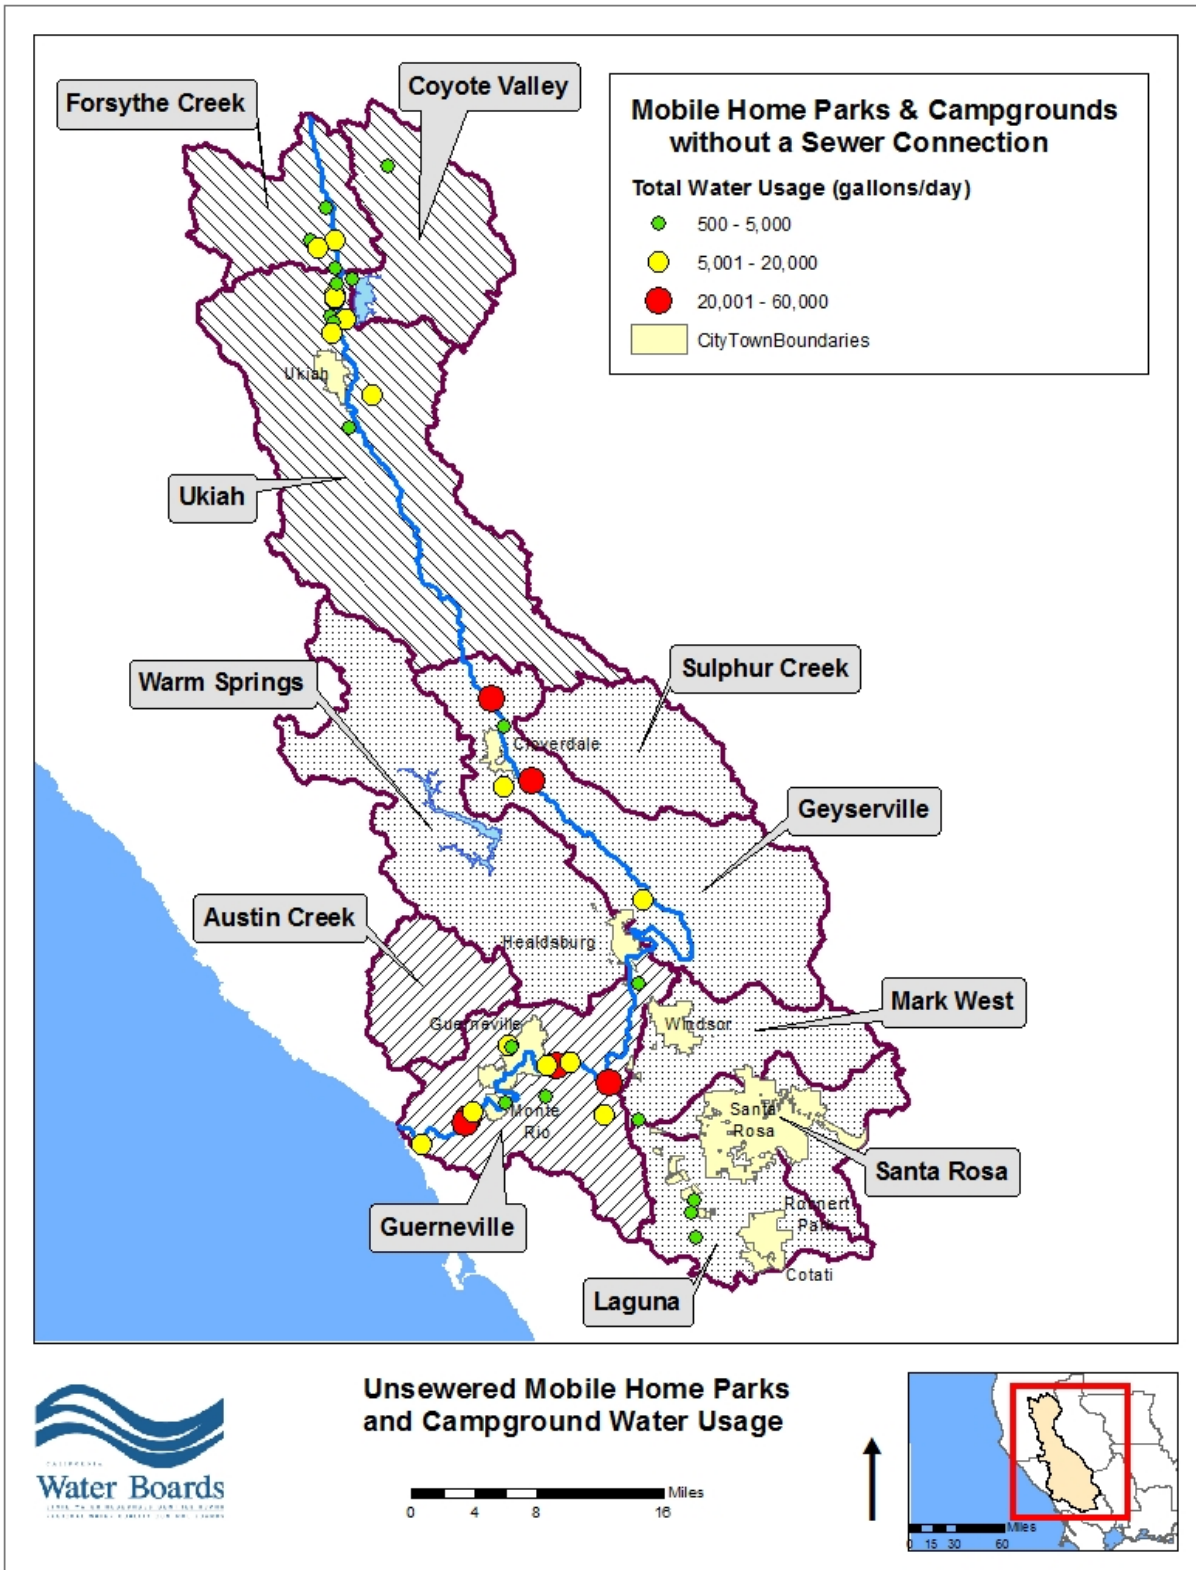 Forsythe Creek
Coyote Valley
Mobile Home Parks & Campgrounds
without a Sewer Connection
Total Water Usage (gallons/day)
500 - 5,000
5,001 - 20,000
20,001 - 60,000
CityTownBoundaries
Ukiah
Ukiah
Warm Springs
Sulphur Creek
Cloverdale
Geyserville
Austin Creek
Healdsburg
Mark West
Guerneville
Windsor
Monte
Rio
Santa
Rosa
Santa Rosa
Guerneville
Rohnert
Park
Cotati
Laguna
Unsewered Mobile Home Parks
and Campground Water Usage
CALIFORNIA
Water Boards
Miles
0 4 8 16
Miles
0 15 30 60